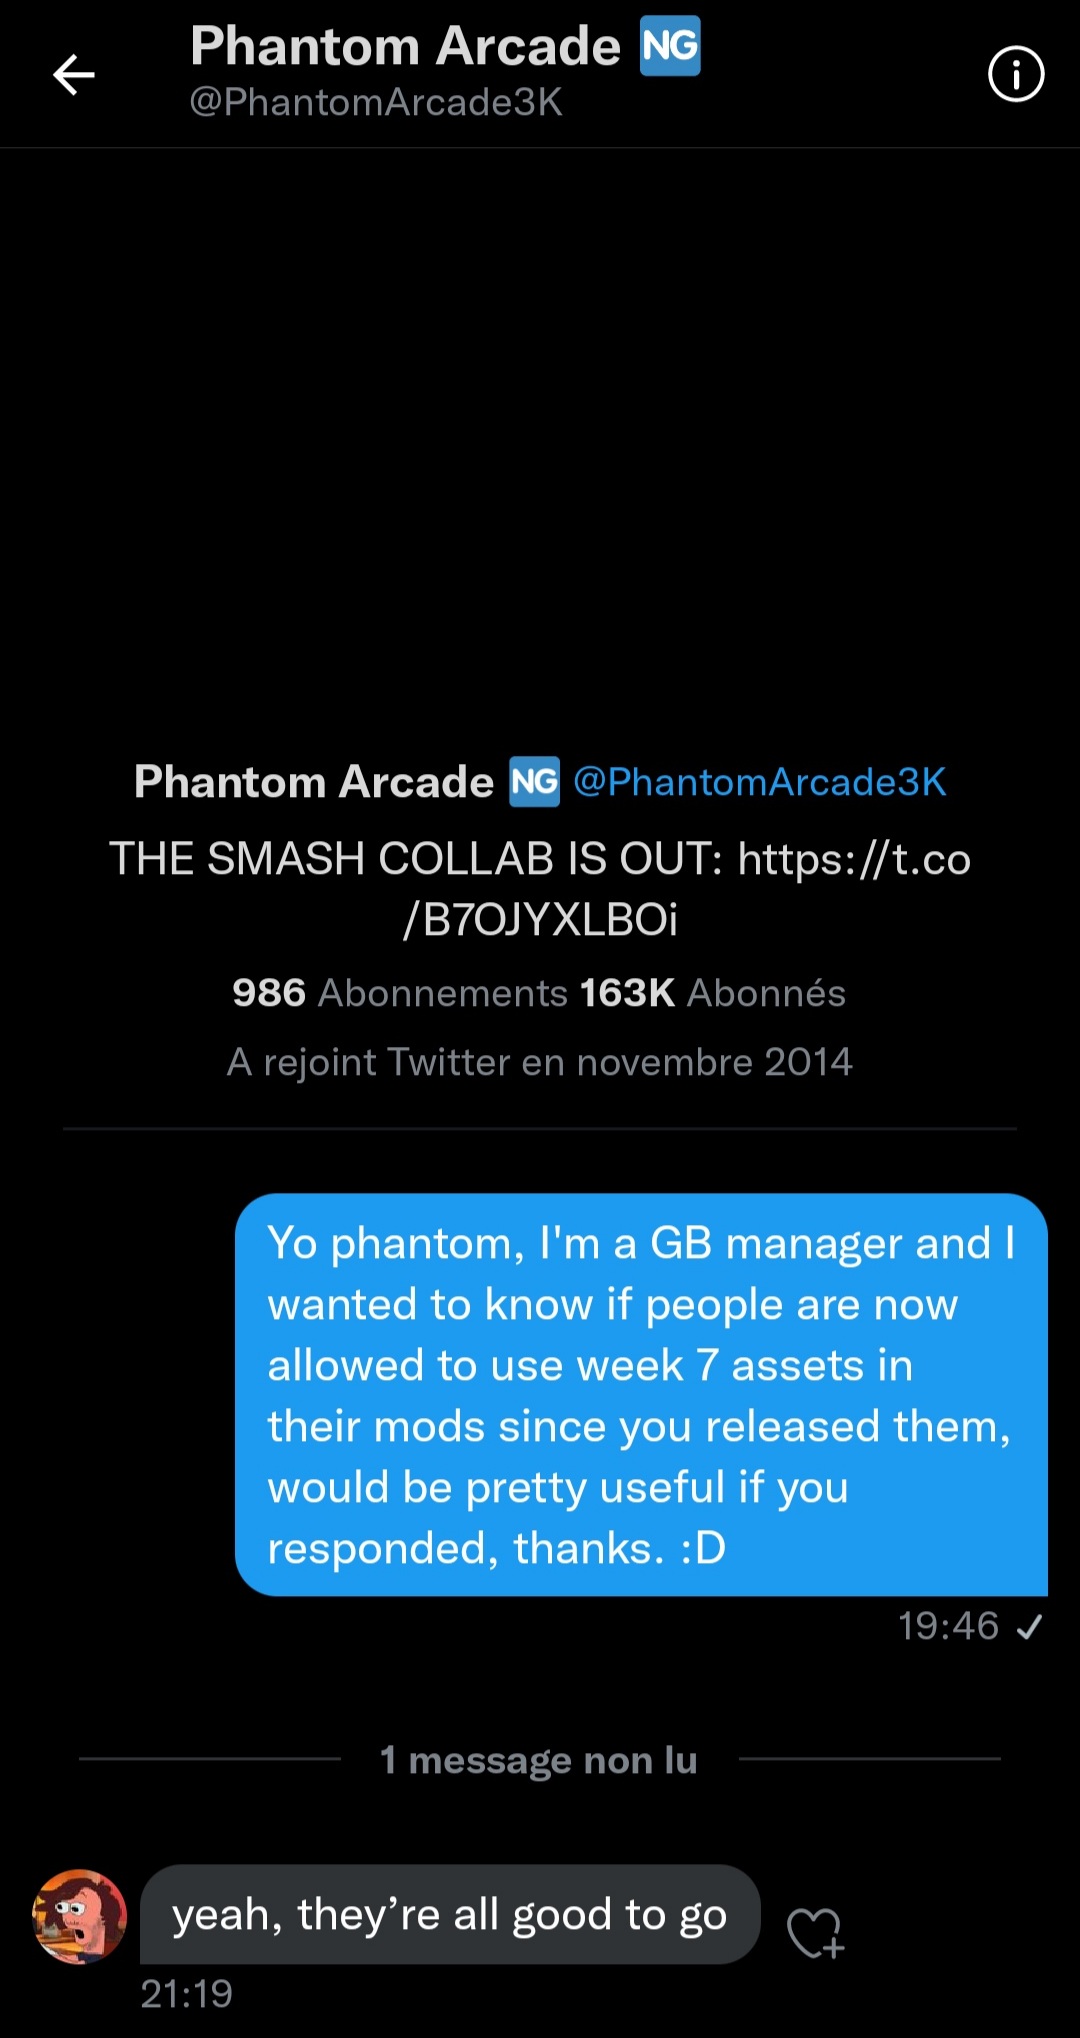 Phantom Arcade NG
@PhantomArcade3K
Phantom Arcade NG @PhantomArcade3K
THE SMASH COLLAB IS OUT: https://t.co
/B7OJYXLBOi
986 Abonnements 163K Abonnés
A rejoint Twitter en novembre 2014
Yo phantom, I'm a GB manager and I
wanted to know if people are now
allowed to use week 7 assets in
their mods since you released them,
would be pretty useful if you
responded, thanks. :D
19:46 ✓
1 message non lu
yeah, they’re all good to go
21:19